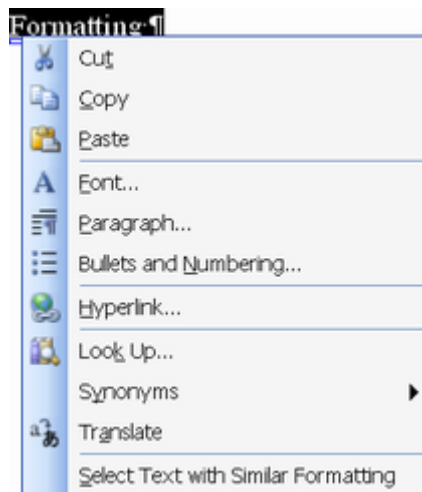 Formatting·¶
Cut
Copy
Paste
Font...
Paragraph...
Bullets and Numbering...
Hyperlink...
Look Up...
Synonyms
Translate
Select Text with Similar Formatting